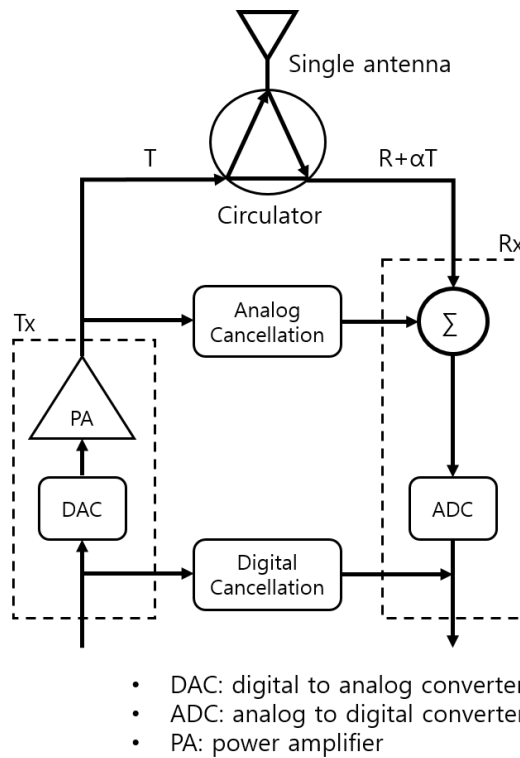 Single antenna
T
R+αT
Circulator
Rx
Analog
Cancellation
∑
Tx
PA
DAC
ADC
Digital
Cancellation
• DAC: digital to analog converter
• ADC: analog to digital converter
• PA: power amplifier